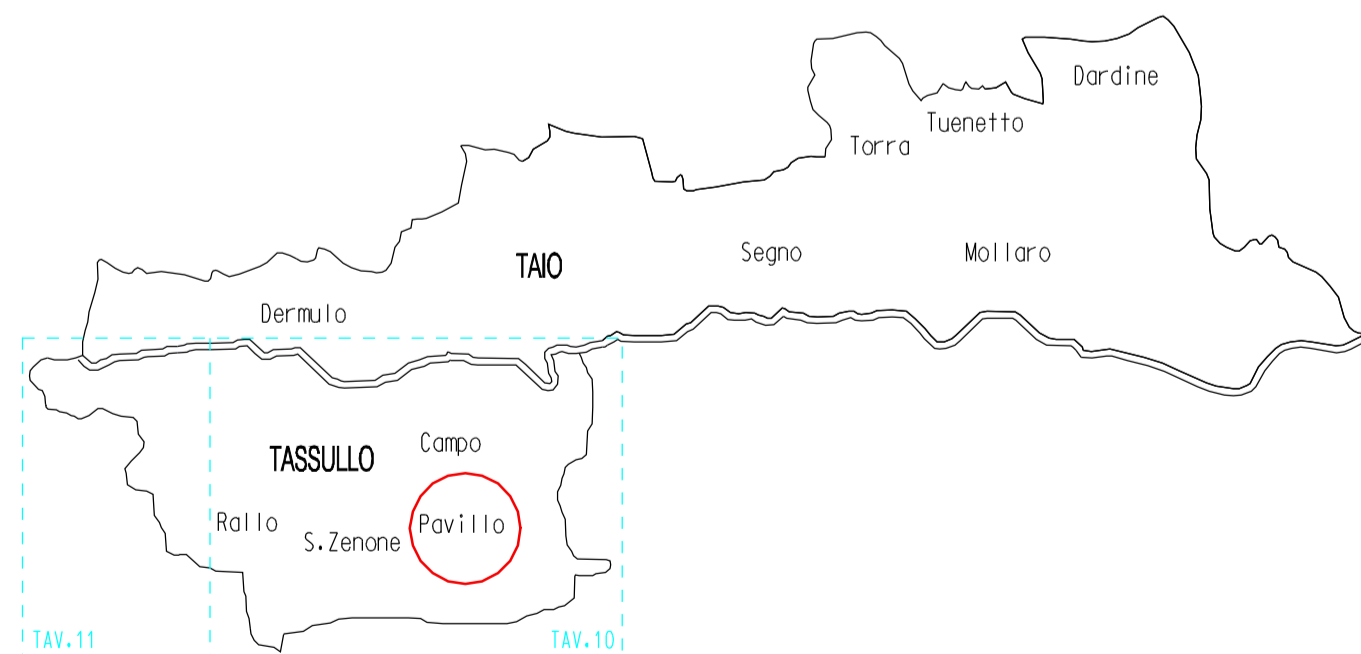 Dardine
Tuenetto
Torra
TAIO
Segno
Mollaro
Dermulo
TASSULLO
Campo
Rallo
S.Zenone
Pavillo
TAV.11
TAV.10